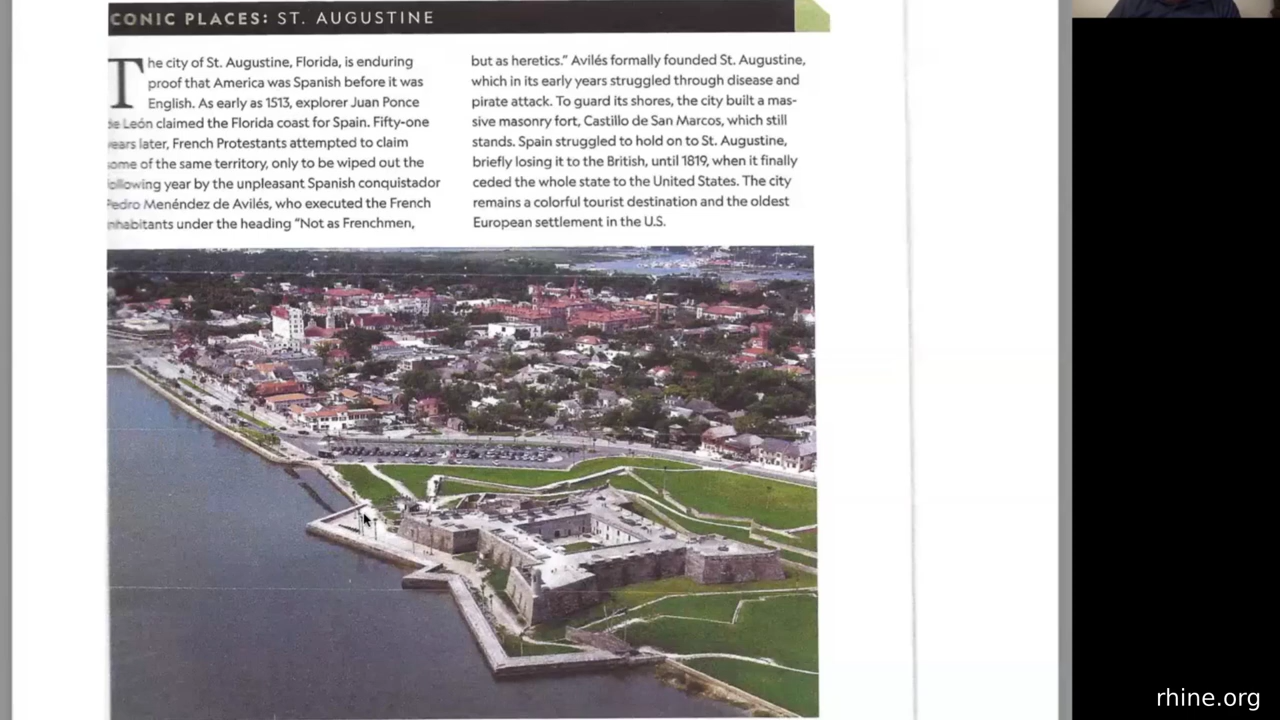 CONIC PLACES: ST. AUGUSTINE
The city of St. Augustine, Florida, is enduring
proof that America was Spanish before it was
English. As early as 1513, explorer Juan Ponce
de León claimed the Florida coast for Spain. Fifty-one
years later, French Protestants attempted to claim
some of the same territory, only to be wiped out the
following year by the unpleasant Spanish conquistador
Pedro Menéndez de Avilés, who executed the French
inhabitants under the heading “Not as Frenchmen,
but as heretics.” Avilés formally founded St. Augustine,
which in its early years struggled through disease and
pirate attack. To guard its shores, the city built a mas-
sive masonry fort, Castillo de San Marcos, which still
stands. Spain struggled to hold on to St. Augustine,
briefly losing it to the British, until 1819, when it finally
ceded the whole state to the United States. The city
remains a colorful tourist destination and the oldest
European settlement in the U.S.
rhine.org